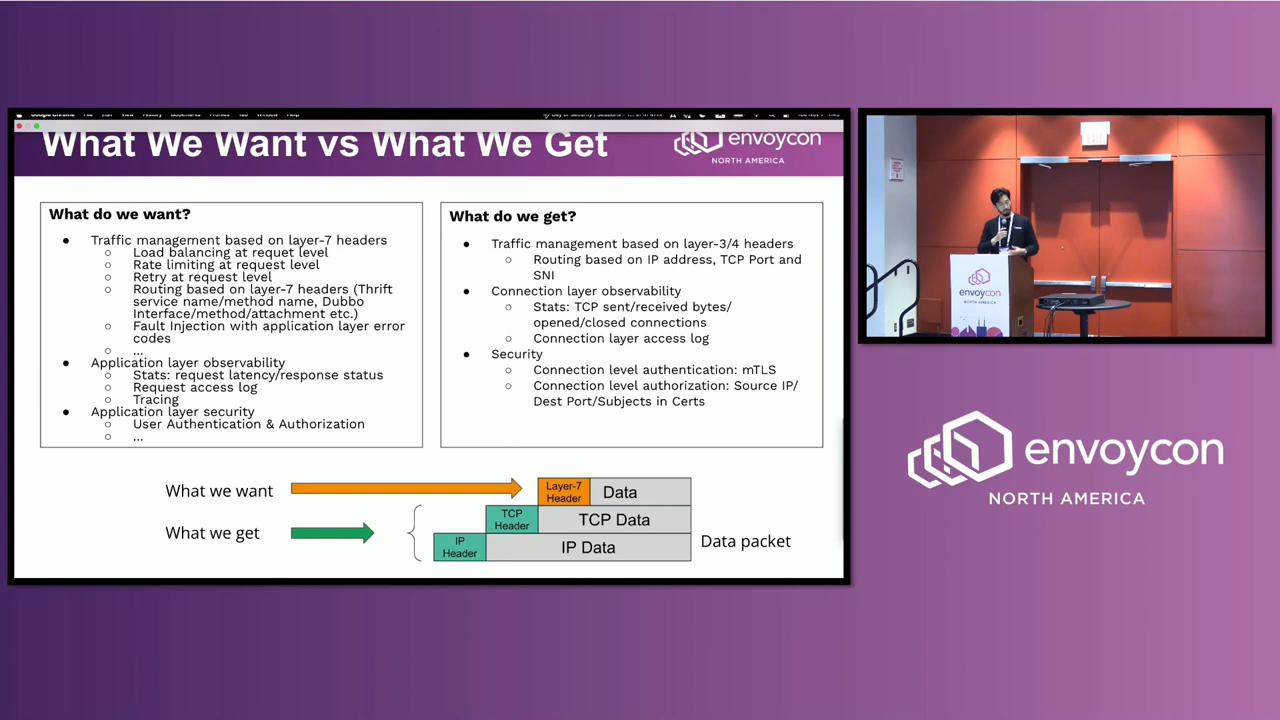 What We Want vs What We Get
envoycon
NORTH AMERICA
What do we want?
● Traffic management based on layer-7 headers
○ Load balancing at requet level
○ Rate limiting at request level
○ Retry at request level
○ Routing based on layer-7 headers (Thrift
service name/method name, Dubbo
Interface/method/attachment etc.)
○ Fault Injection with application layer error
codes
○ ...
● Application layer observability
○ Stats: request latency/response status
○ Request access log
○ Tracing
● Application layer security
○ User Authentication & Authorization
○ ...
What do we get?
● Traffic management based on layer-3/4 headers
○ Routing based on IP address, TCP Port and
SNI
● Connection layer observability
○ Stats: TCP sent/received bytes/
opened/closed connections
○ Connection layer access log
● Security
○ Connection level authentication: mTLS
○ Connection level authorization: Source IP/
Dest Port/Subjects in Certs
What we want
Layer-7
Header
Data
What we get
TCP
Header
TCP Data
IP
Header
IP Data
Data packet
EXIT
envoycon
NORTH AMERICA
envoycon
NORTH AMERICA